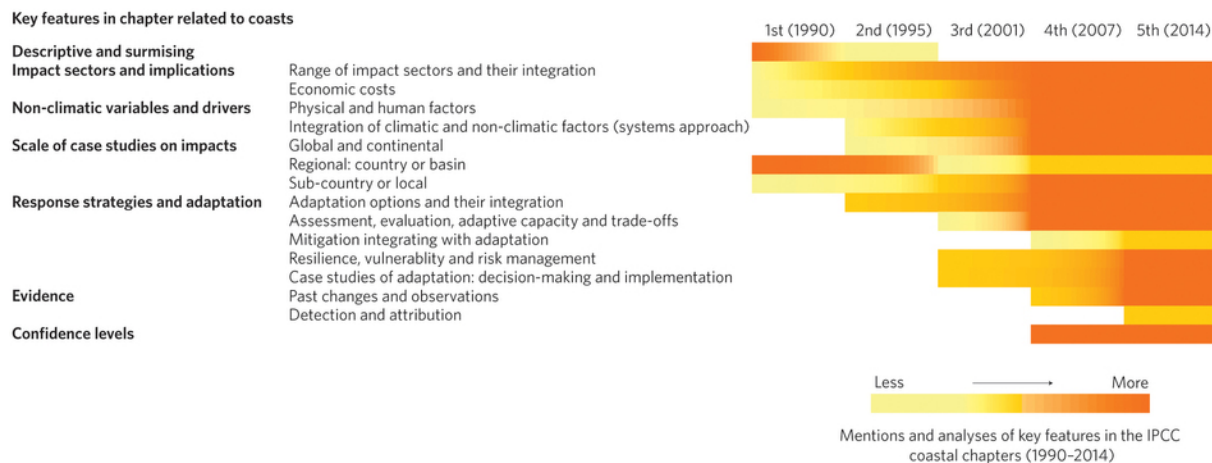 Key features in chapter related to coasts
1st (1990) 2nd (1995) 3rd (2001) 4th (2007) 5th (2014)
Descriptive and surmising
Impact sectors and implications Range of impact sectors and their integration
Economic costs
Non-climatic variables and drivers Physical and human factors
Integration of climatic and non-climatic factors (systems approach)
Scale of case studies on impacts Global and continental
Regional: country or basin
Sub-country or local
Response strategies and adaptation Adaptation options and their integration
Assessment, evaluation, adaptive capacity and trade-offs
Mitigation integrating with adaptation
Resilience, vulnerablity and risk management
Case studies of adaptation: decision-making and implementation
Evidence Past changes and observations
Detection and attribution
Confidence levels
Less More
Mentions and analyses of key features in the IPCC
coastal chapters (1990–2014)